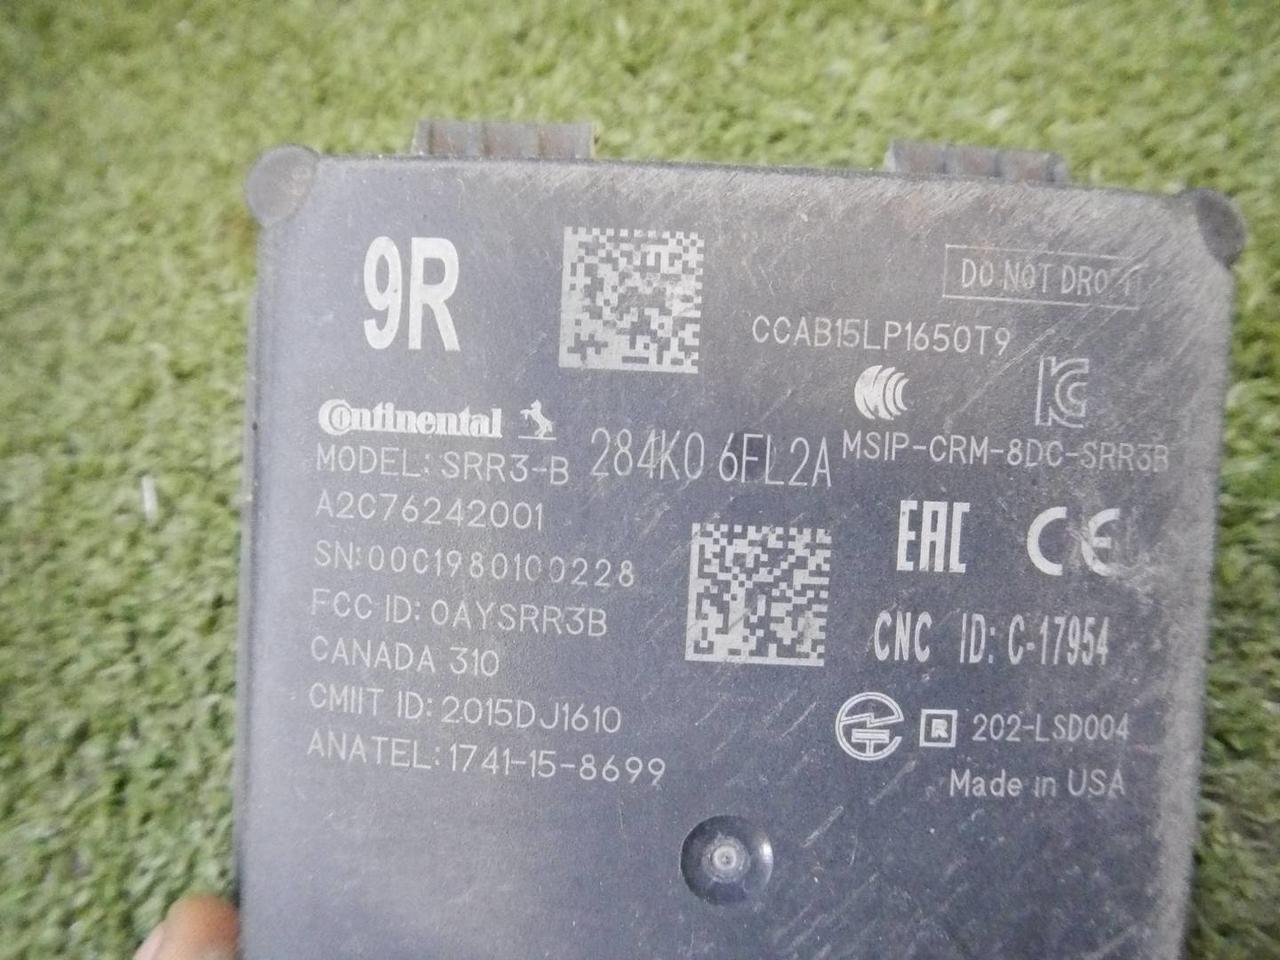 9R
DO NOT DROP
CCAB15LP1650T9
Continental
MODEL: SRR3-B
284K0 6FL2A
MSIP-CRM-8DC-SRR3B
A2C76242001
SN:00C1980100228
EAC CE
FCC ID: OAYSRR3B
CNC ID: C-17954
CANADA 310
CMIIT ID: 2015DJ1610
R 202-LSD004
ANATEL: 1741-15-8699
Made in USA